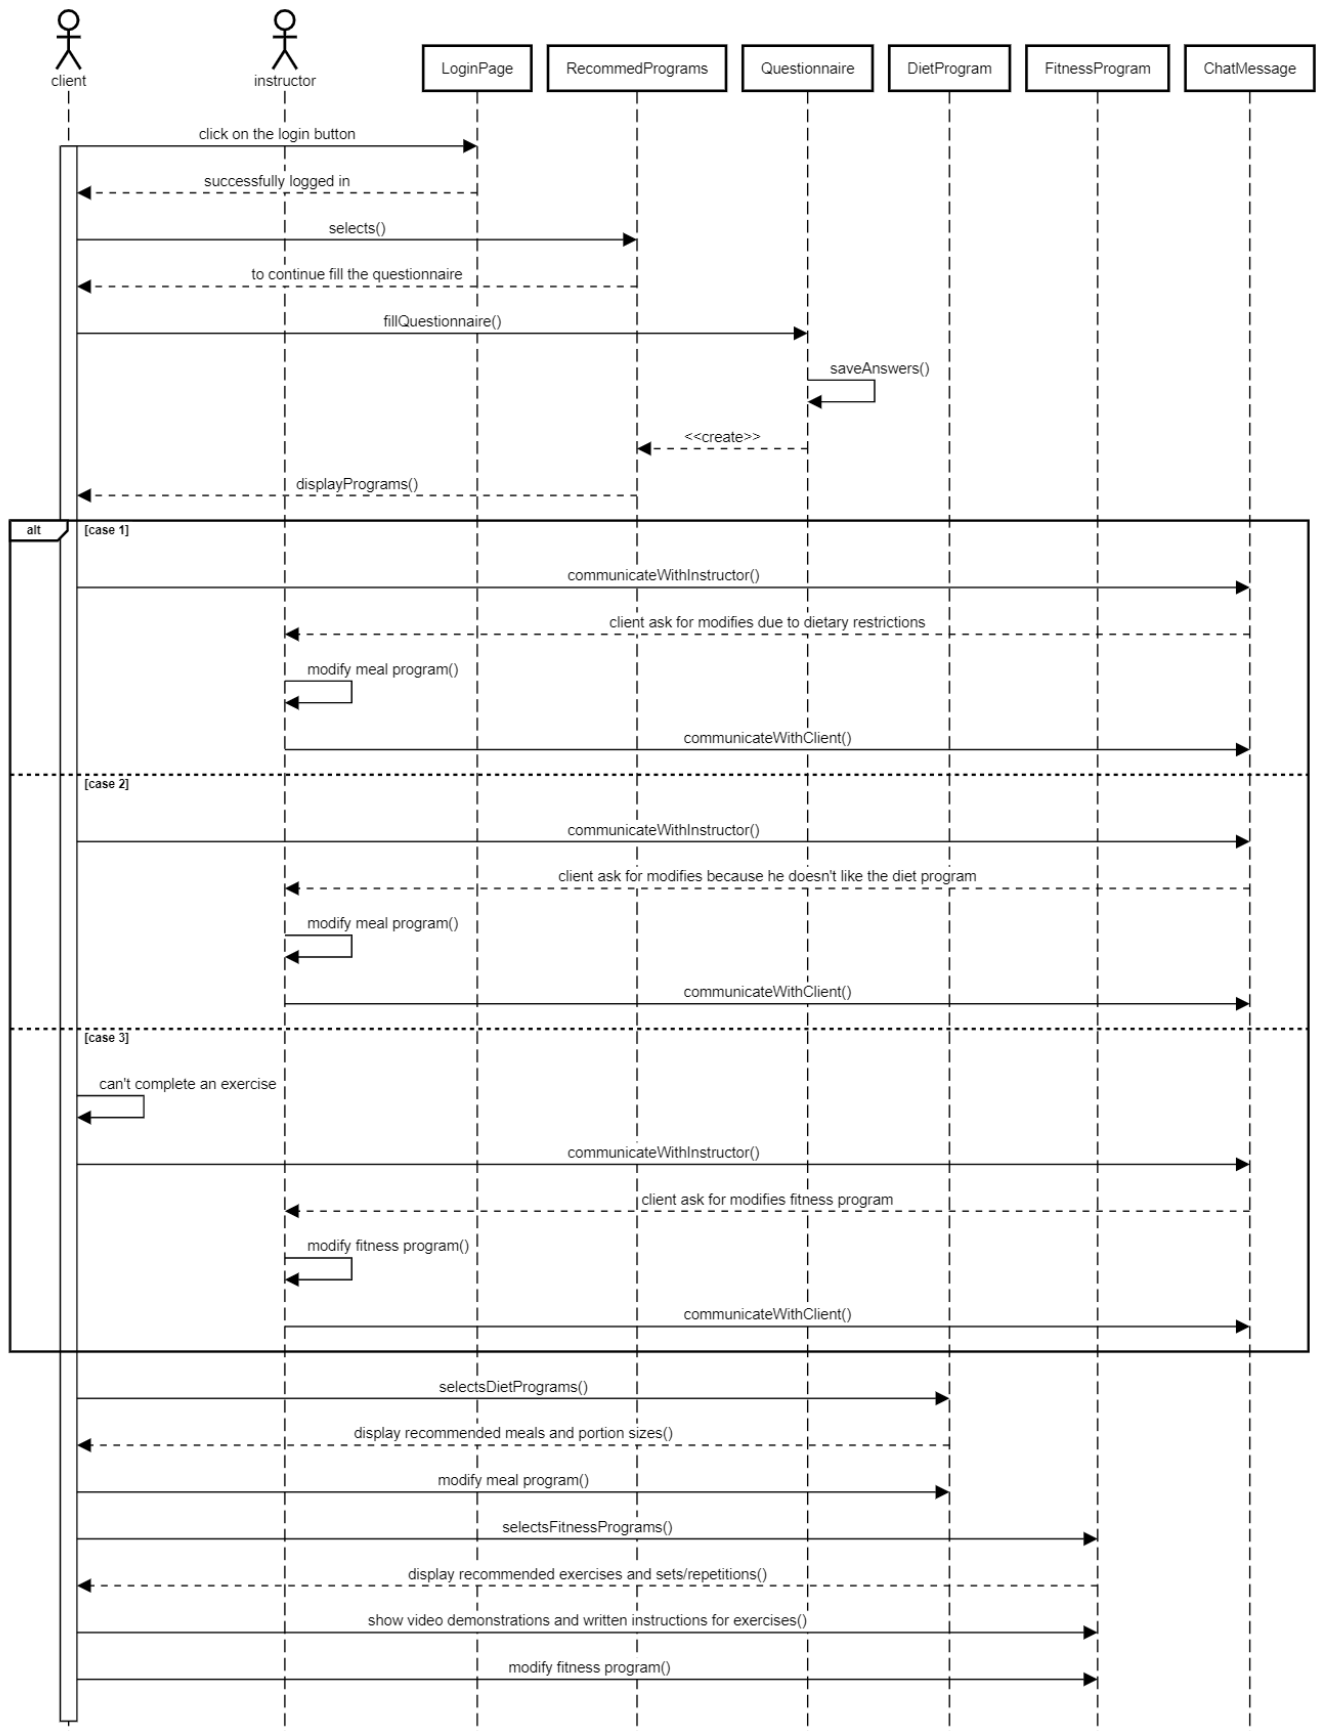 client
instructor
LoginPage
RecommedPrograms
Questionnaire
DietProgram
FitnessProgram
ChatMessage
click on the login button
successfully logged in
selects()
to continue fill the questionnaire
fillQuestionnaire()
saveAnswers()
<<create>>
displayPrograms()
alt
[case 1]
communicateWithInstructor()
client ask for modifies due to dietary restrictions
modify meal program()
communicateWithClient()
[case 2]
communicateWithInstructor()
client ask for modifies because he doesn't like the diet program
modify meal program()
communicateWithClient()
[case 3]
can't complete an exercise
communicateWithInstructor()
client ask for modifies fitness program
modify fitness program()
communicateWithClient()
selectsDietPrograms()
display recommended meals and portion sizes()
modify meal program()
selectsFitnessPrograms()
display recommended exercises and sets/repetitions()
show video demonstrations and written instructions for exercises()
modify fitness program()